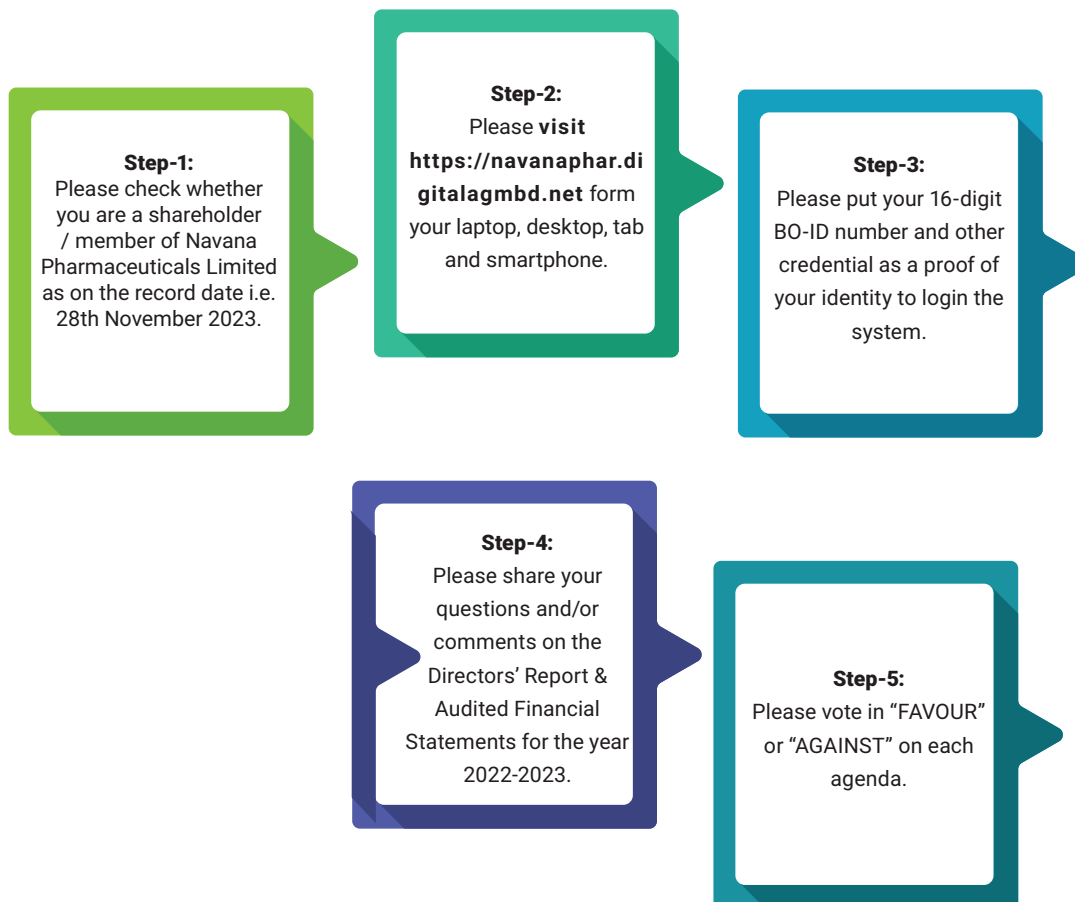 Step-1:
Please check whether
you are a shareholder
/ member of Navana
Pharmaceuticals Limited
as on the record date i.e.
28th November 2023.
Step-2:
Please visit
https://navanaphar.di
gitalagmbd.net form
your laptop, desktop, tab
and smartphone.
Step-3:
Please put your 16-digit
BO-ID number and other
credential as a proof of
your identity to login the
system.
Step-4:
Please share your
questions and/or
comments on the
Directors’ Report &
Audited Financial
Statements for the year
2022-2023.
Step-5:
Please vote in “FAVOUR”
or “AGAINST” on each
agenda.